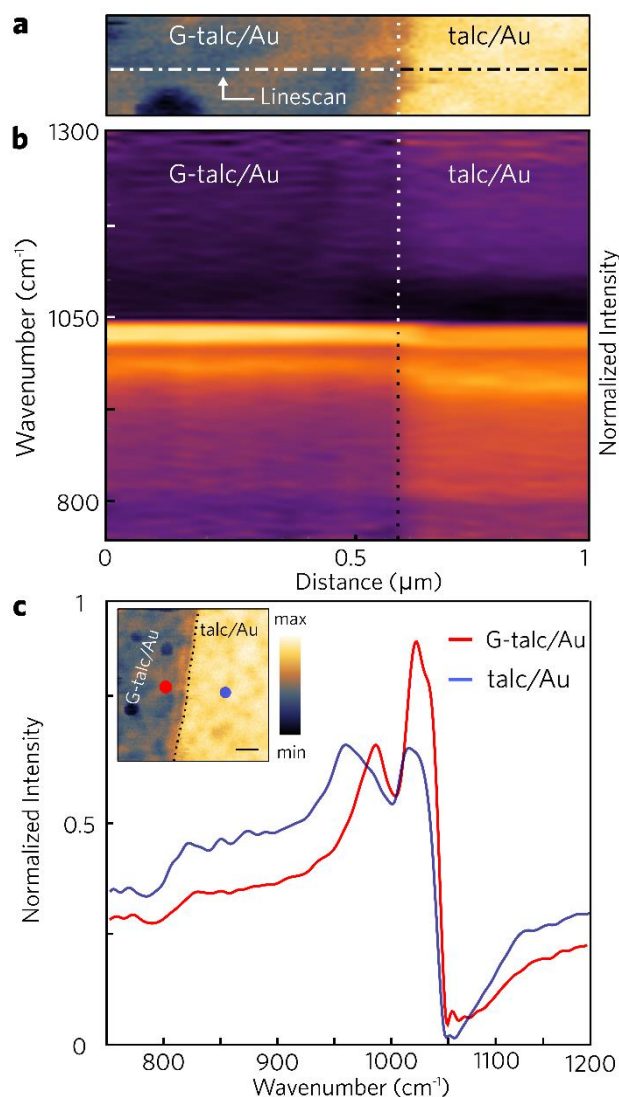 a
G-talc/Au
talc/Au
Linescan
b
1300
G-talc/Au
talc/Au
1050
800
Wavenumber (cm⁻¹)
Normalized Intensity
0
0.5
1
Distance (µm)
c
1
0.5
0
Normalized Intensity
G-talc/Au
talc/Au
max
min
G-talc/Au
talc/Au
800
900
1000
1100
1200
Wavenumber (cm⁻¹)